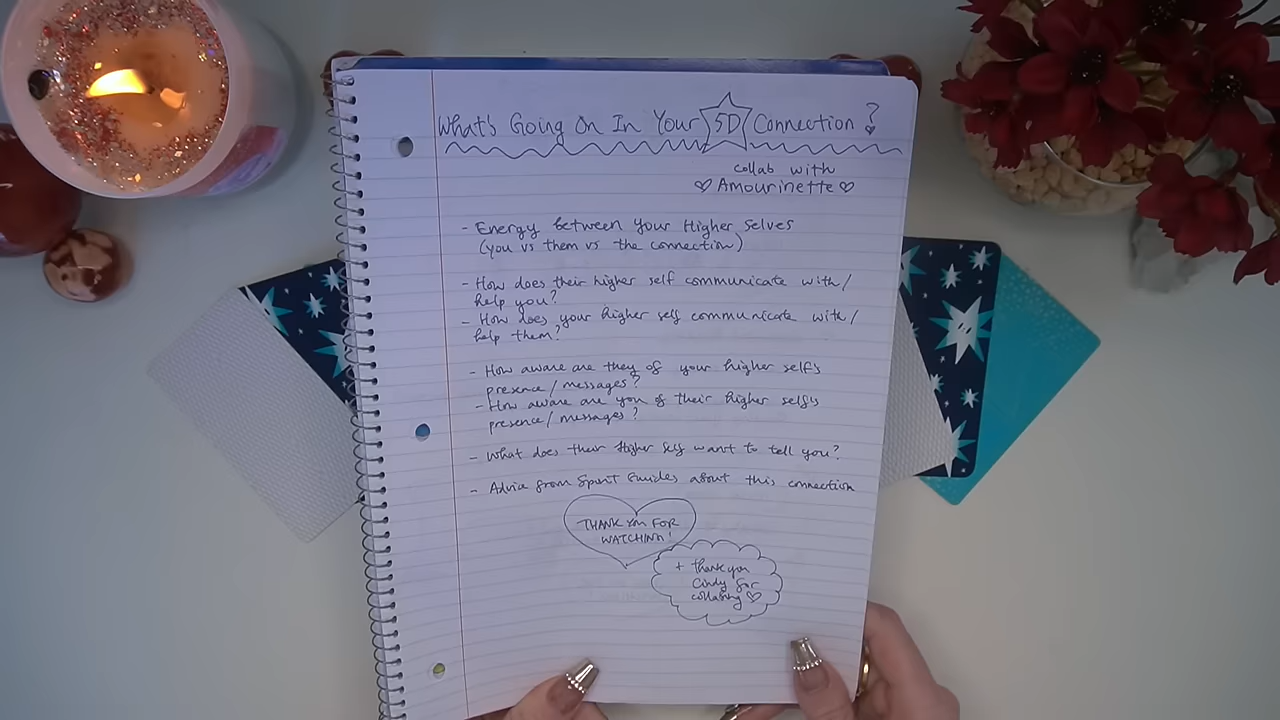 What's Going On In Your 5D Connection?
collab with
♡ Amourinette ♡
- Energy between Your Higher Selves
(you vs them vs the connection)
- How does their higher self communicate with/
help you?
- How does your higher self communicate with/
help them?
- How aware are they of your higher self's
presence/messages?
- How aware are you of their higher self's
presence/messages?
- What does their Higher Self want to tell you?
- Advice from Spirit Guides about this connection
THANK YOU FOR
WATCHING!
+ thank you
Cindy for
collabing ♡